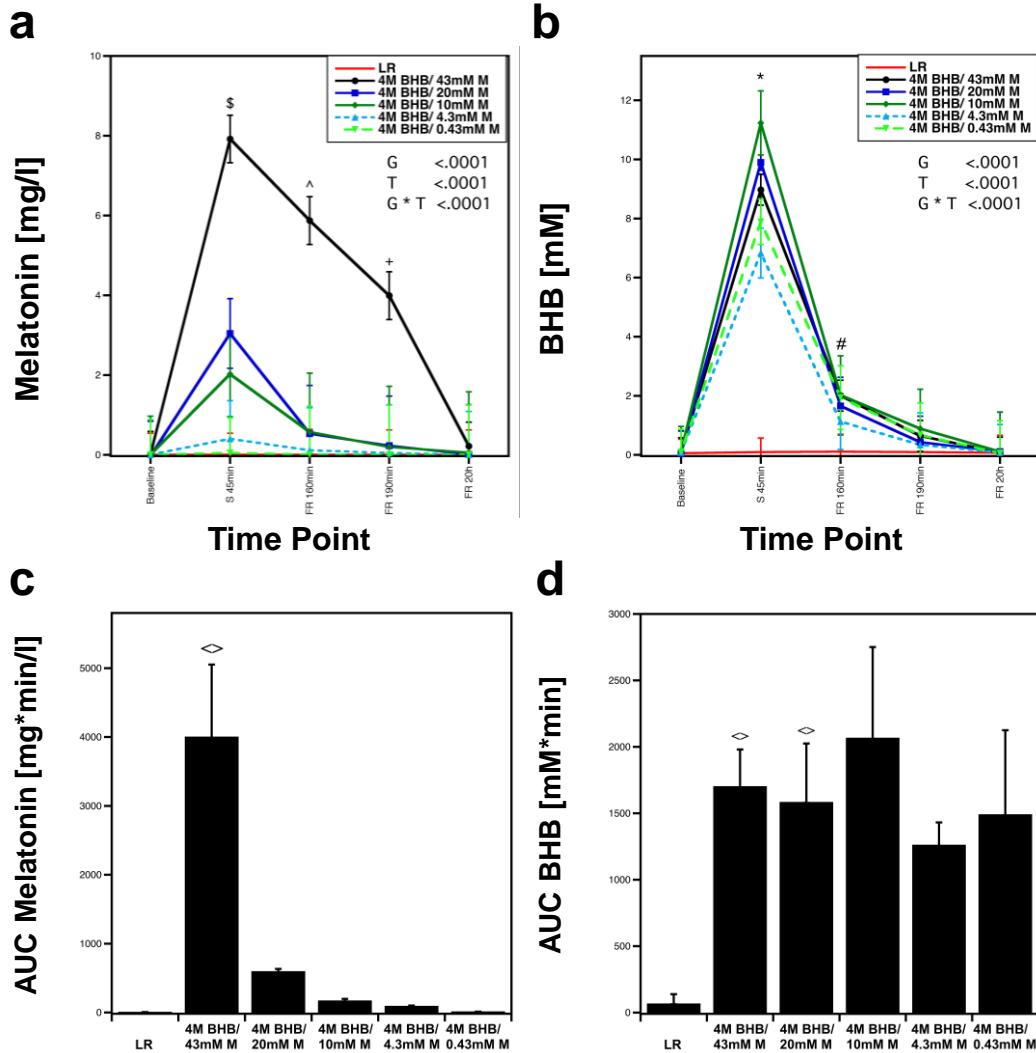 a
Melatonin [mg/l]
10
8
6
4
2
0
$
^
+
LR
4M BHB/ 43mM M
4M BHB/ 20mM M
4M BHB/ 10mM M
4M BHB/ 4.3mM M
4M BHB/ 0.43mM M
G <.0001
T <.0001
G * T <.0001
Baseline
S 45min
FR 160min
FR 190min
FR 20h
Time Point
b
BHB [mM]
12
10
8
6
4
2
0
*
#
LR
4M BHB/ 43mM M
4M BHB/ 20mM M
4M BHB/ 10mM M
4M BHB/ 4.3mM M
4M BHB/ 0.43mM M
G <.0001
T <.0001
G * T <.0001
Baseline
S 45min
FR 160min
FR 190min
FR 20h
Time Point
c
AUC Melatonin [mg*min/l]
5000
4000
3000
2000
1000
0
<>
LR
4M BHB/
43mM M
4M BHB/
20mM M
4M BHB/
10mM M
4M BHB/
4.3mM M
4M BHB/
0.43mM M
d
AUC BHB [mM*min]
3000
2500
2000
1500
1000
500
0
<>
<>
LR
4M BHB/
43mM M
4M BHB/
20mM M
4M BHB/
10mM M
4M BHB/
4.3mM M
4M BHB/
0.43mM M